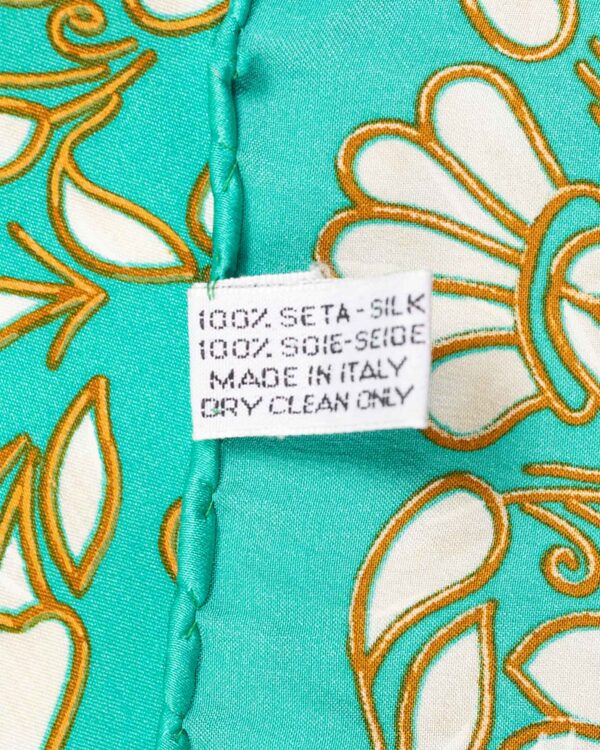 100% SETA - SILK
100% SOIE-SEIDE
MADE IN ITALY
DRY CLEAN ONLY